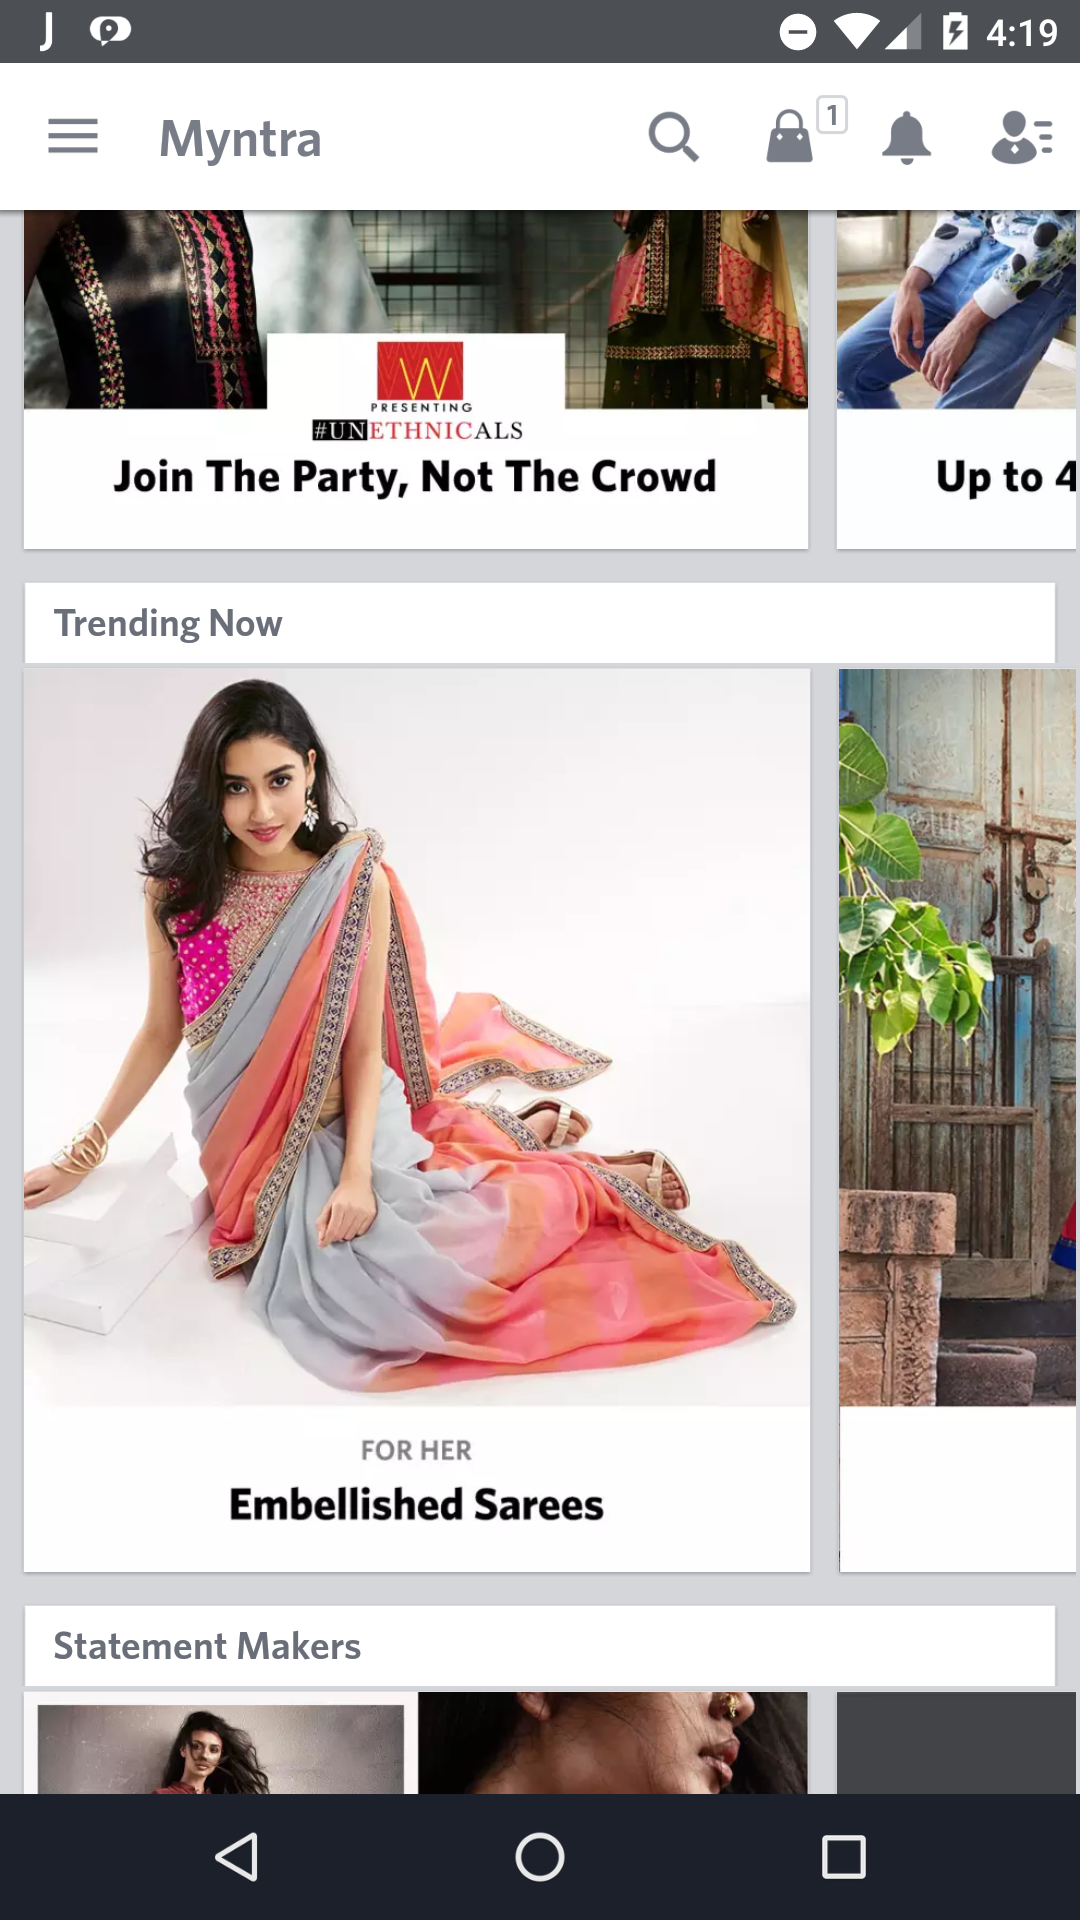 4:19
Myntra
1
W
PRESENTING
#UNETHNICALS
Join The Party, Not The Crowd
Up to 4
Trending Now
FOR HER
Embellished Sarees
Statement Makers